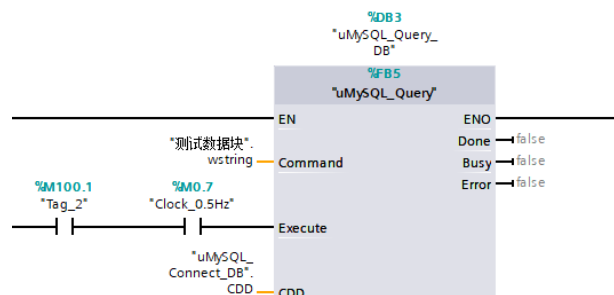 %DB3
"uMySQL_Query_
DB"
%FB5
"uMySQL_Query"
EN
ENO
Done
false
"测试数据块".
wstring
Command
Busy
false
Error
false
%M100.1
%M0.7
"Tag_2"
"Clock_0.5Hz"
Execute
"uMySQL_
Connect_DB".
CDD
CDD